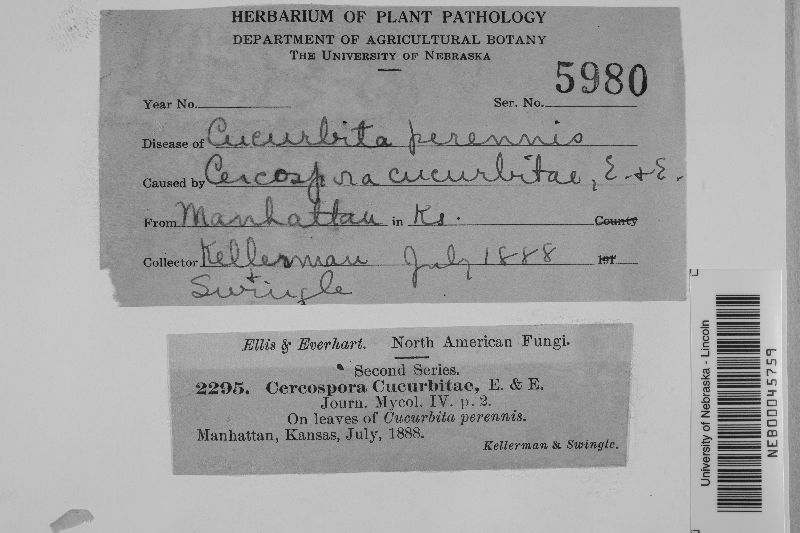 HERBARIUM OF PLANT PATHOLOGY
DEPARTMENT OF AGRICULTURAL BOTANY
THE UNIVERSITY OF NEBRASKA
5980
Year No. Ser. No.
Disease of Cucurbita perennis
Caused by Cercospora cucurbitae, E. & E.
From Manhattan in Ks. County
Collector Kellerman July 1888 191
+ Swingle
Ellis & Everhart. North American Fungi.
Second Series.
2295. Cercospora Cucurbitae, E. & E.
Journ. Mycol. IV. p. 2.
On leaves of Cucurbita perennis.
Manhattan, Kansas, July, 1888.
Kellerman & Swingle.
University of Nebraska - Lincoln
NEB00045759